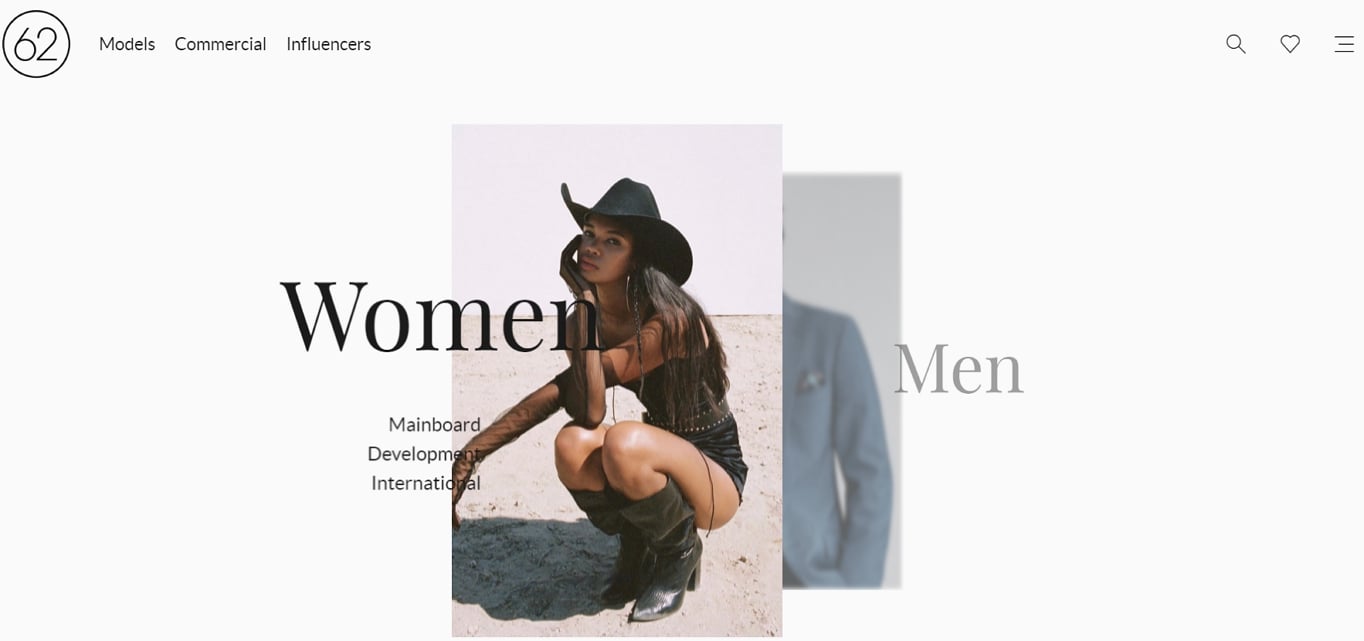 62
Models
Commercial
Influencers
Women
Men
Mainboard
Development
International